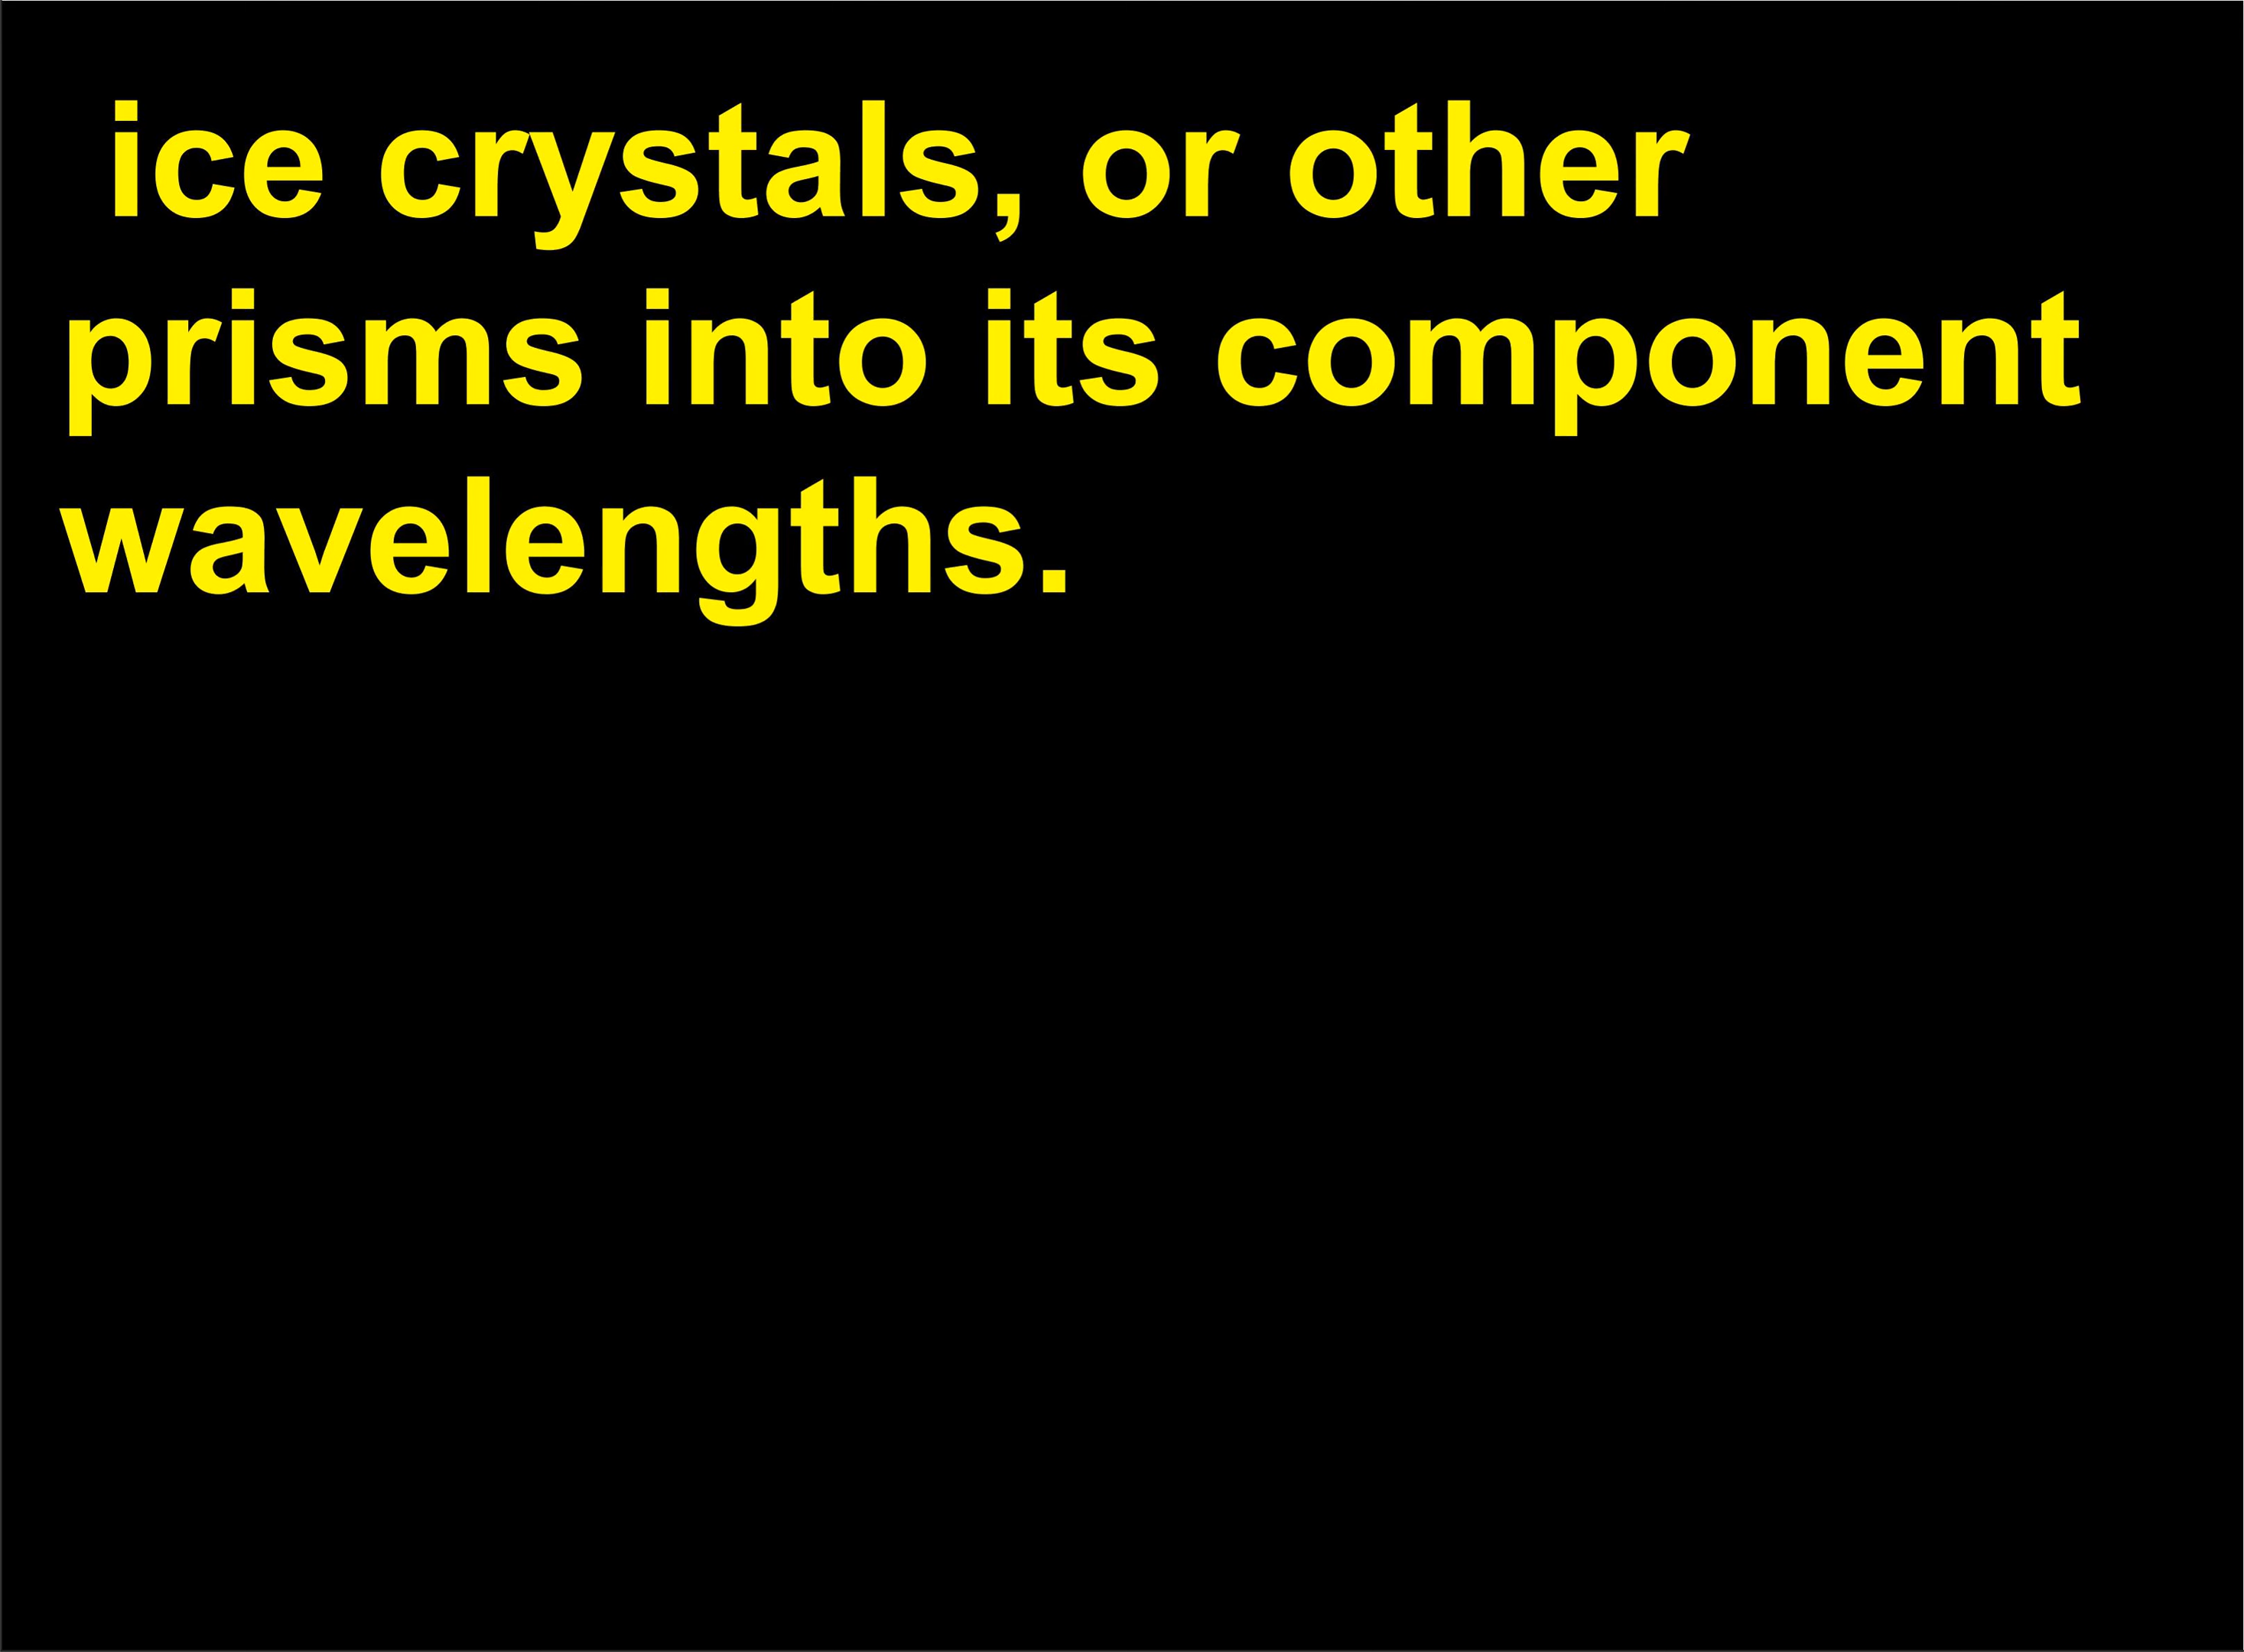 ice crystals, or other
prisms into its component
wavelengths.